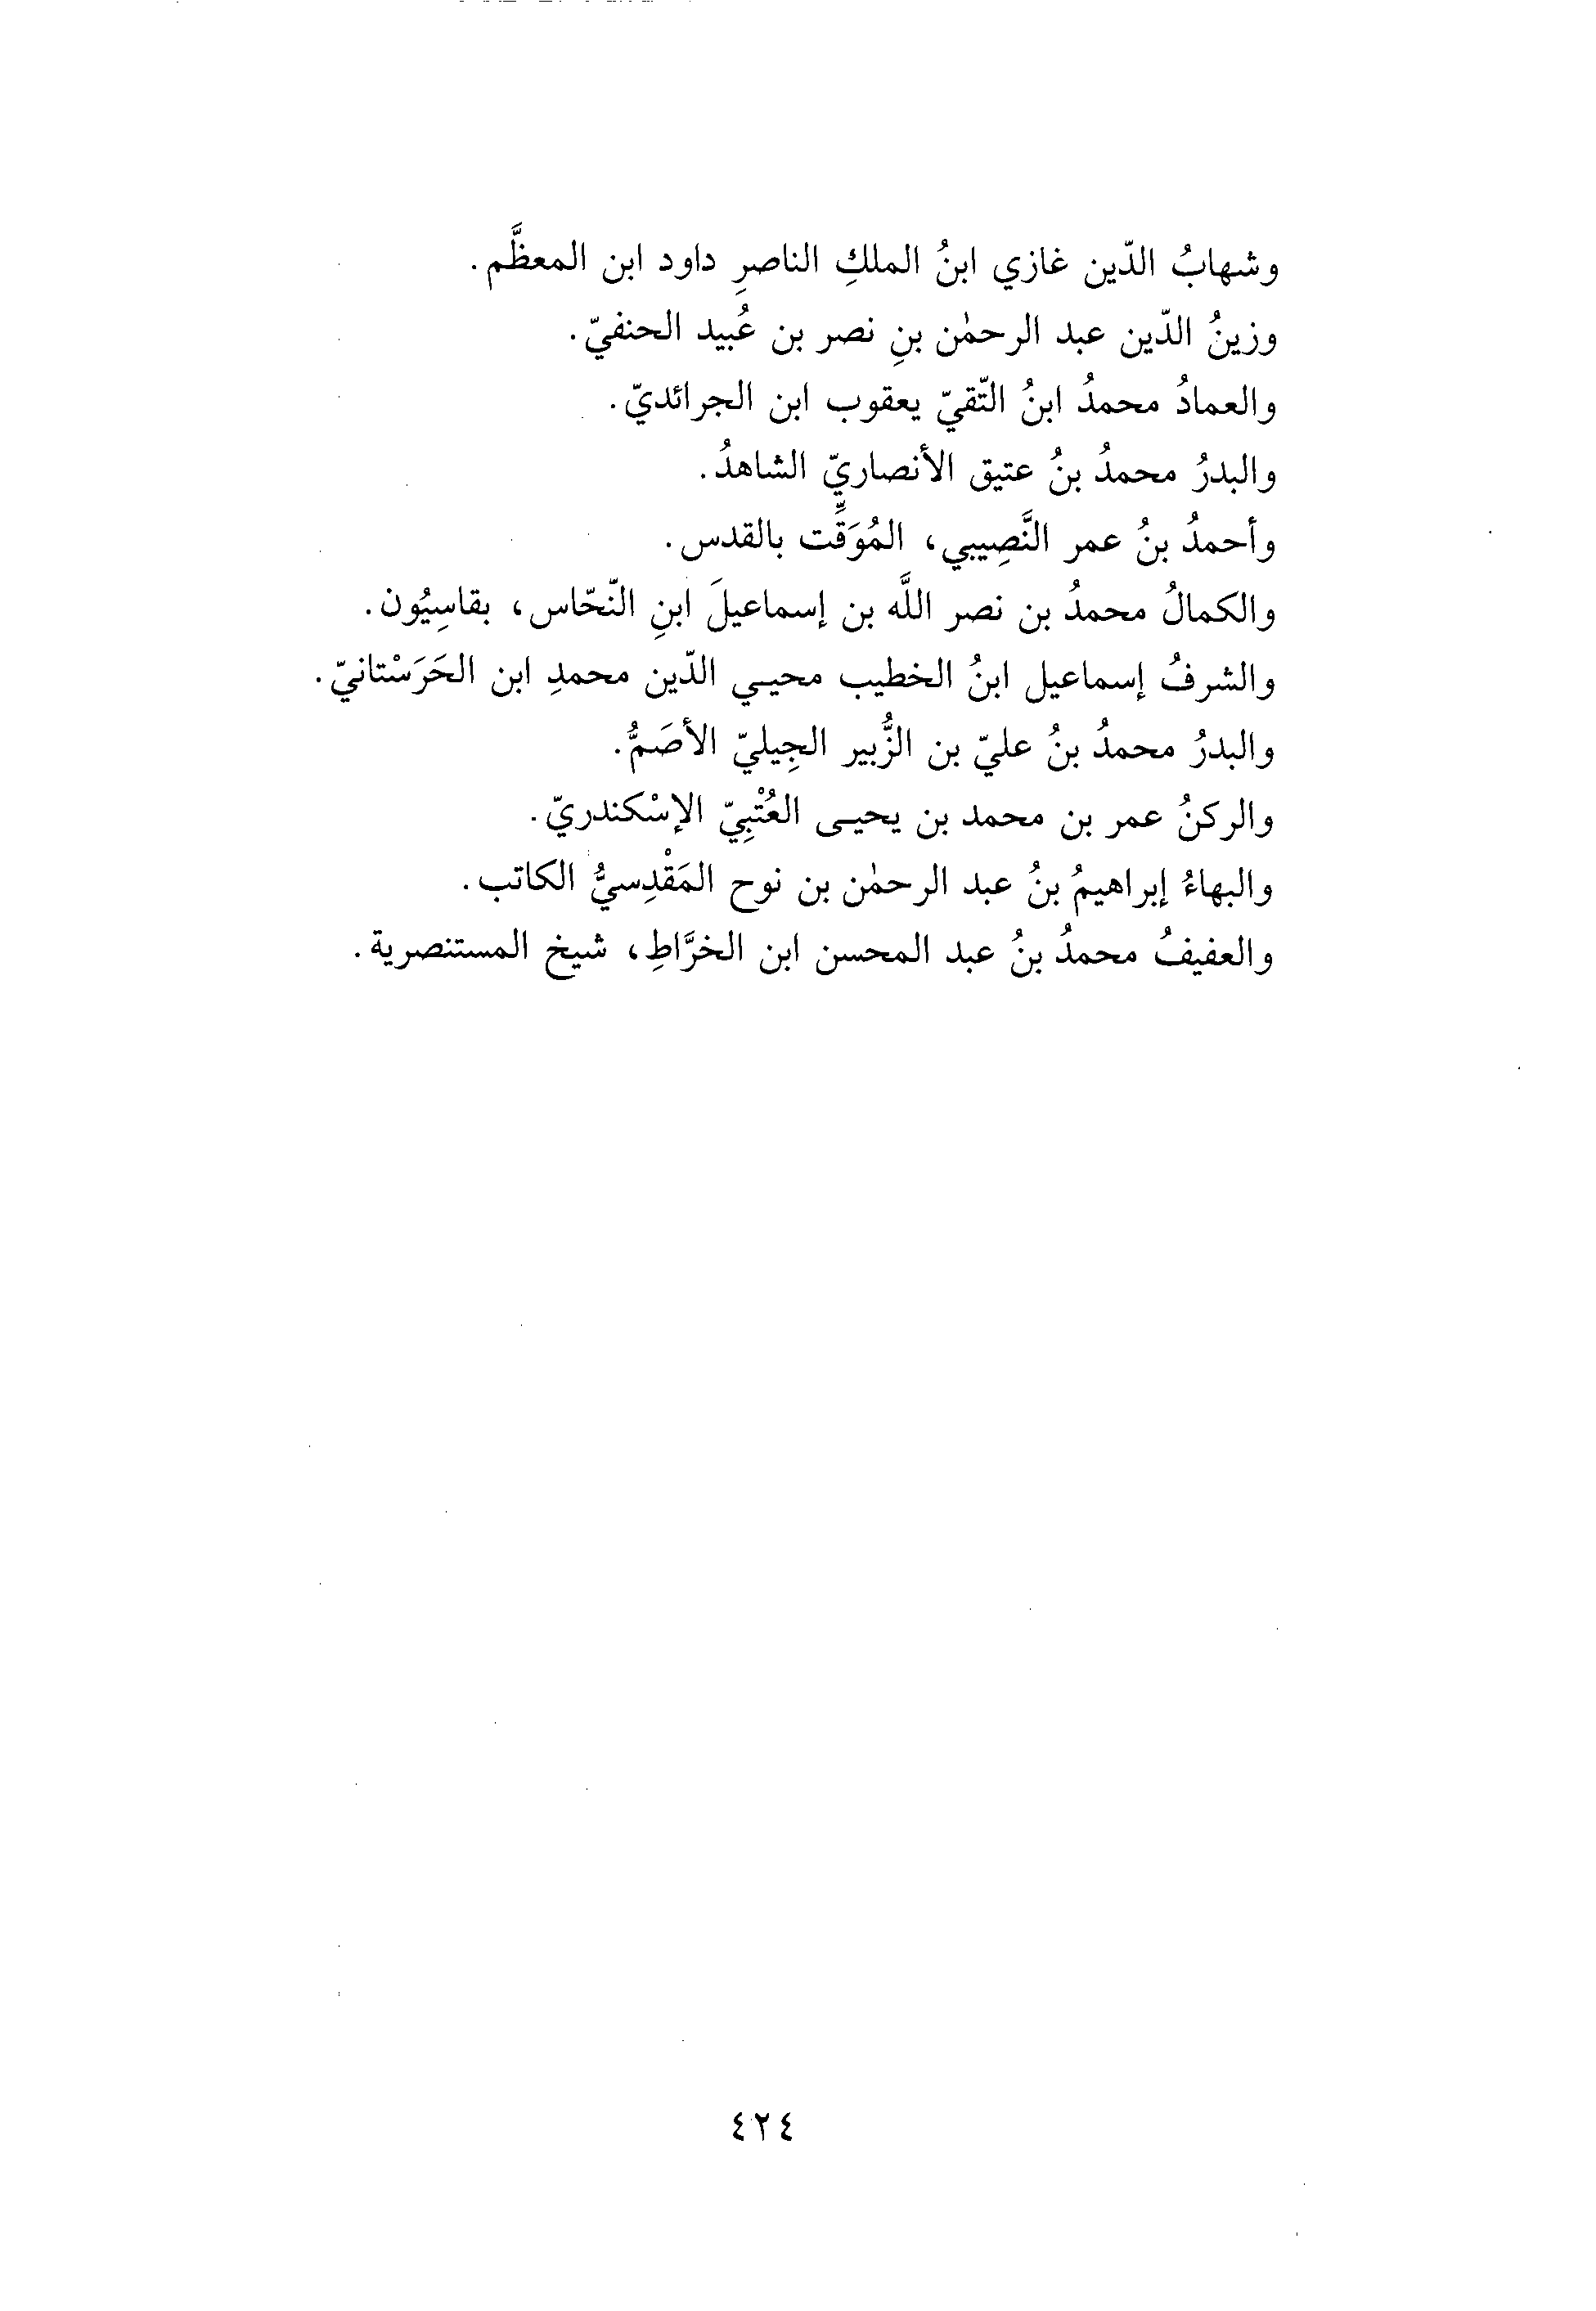 وشهابُ الدّين غازي ابنُ الملكِ الناصرِ داود ابن المعظَّم.
وزينُ الدّين عبد الرحمٰن بنِ نصر بن عُبيد الحنفيّ.
والعمادُ محمدُ ابنُ التّقيّ يعقوب ابن الجرائديّ.
والبدرُ محمدُ بنُ عتيق الأنصاريّ الشاهدُ.
وأحمدُ بنُ عمر النَّصِيبي، المُوَقِّت بالقدس.
والكمالُ محمدُ بن نصر اللَّه بن إسماعيلَ ابنِ النّحّاس، بقاسِيُون.
والشرفُ إسماعيل ابنُ الخطيب محيـي الدّين محمدِ ابن الحَرَسْتانيّ.
والبدرُ محمدُ بنُ عليّ بن الزُّبير الجِيليّ الأصَمُّ.
والركنُ عمر بن محمد بن يحيـى العُتْبِيّ الإسْكندريّ.
والبهاءُ إبراهيمُ بنُ عبد الرحمٰن بن نوح المَقْدِسيُّ الكاتب.
والعفيفُ محمدُ بنُ عبد المحسن ابن الخرَّاطِ، شيخ المستنصرية.
٤٢٤